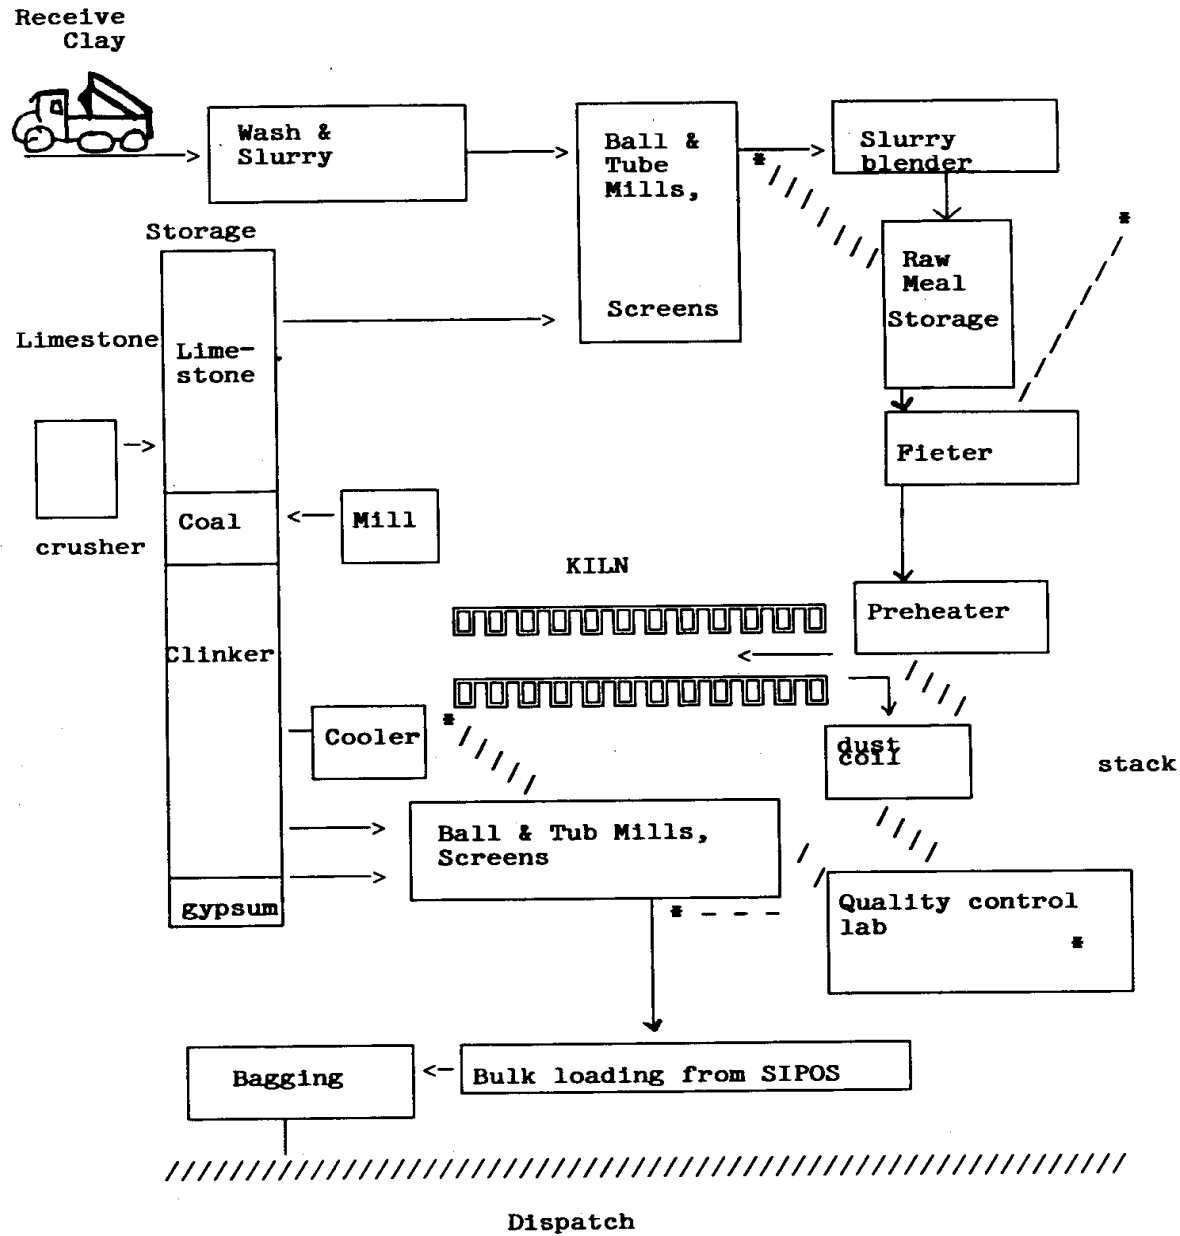 Receive
Clay
Wash &
Slurry
Ball &
Tube
Mills,
Screens
Slurry
blender
Storage
Raw
Meal
Storage
Limestone
Lime-
stone
Fieter
Coal
Mill
crusher
KILN
Preheater
Clinker
Cooler
dust
coil
stack
Ball & Tub Mills,
Screens
gypsum
Quality control
lab
Bagging
Bulk loading from SIPOS
Dispatch